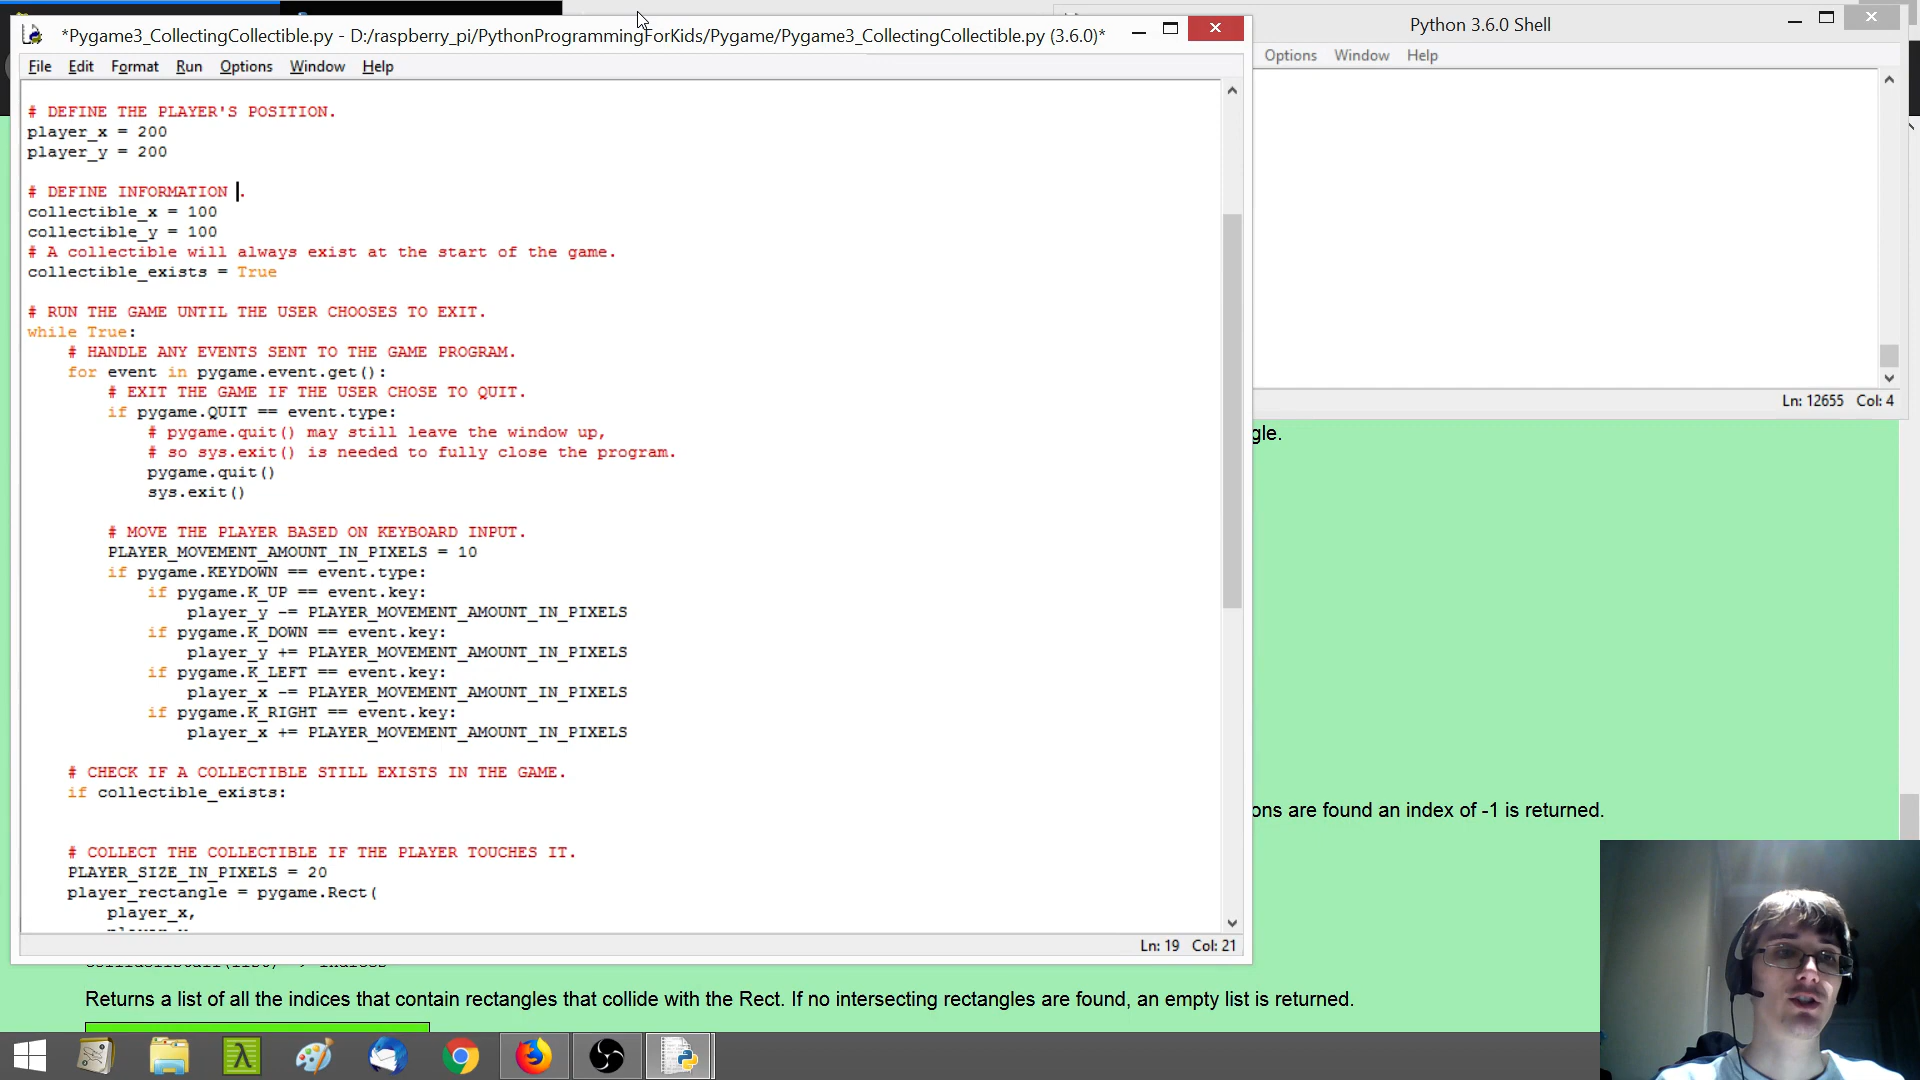 *Pygame3_CollectingCollectible.py - D:/raspberry_pi/PythonProgrammingForKids/Pygame/Pygame3_CollectingCollectible.py (3.6.0)*
File Edit Format Run Options Window Help
# DEFINE THE PLAYER'S POSITION.
player_x = 200
player_y = 200
# DEFINE INFORMATION .
collectible_x = 100
collectible_y = 100
# A collectible will always exist at the start of the game.
collectible_exists = True
# RUN THE GAME UNTIL THE USER CHOOSES TO EXIT.
while True:
# HANDLE ANY EVENTS SENT TO THE GAME PROGRAM.
for event in pygame.event.get():
# EXIT THE GAME IF THE USER CHOSE TO QUIT.
if pygame.QUIT == event.type:
# pygame.quit() may still leave the window up,
# so sys.exit() is needed to fully close the program.
pygame.quit()
sys.exit()
# MOVE THE PLAYER BASED ON KEYBOARD INPUT.
PLAYER_MOVEMENT_AMOUNT_IN_PIXELS = 10
if pygame.KEYDOWN == event.type:
if pygame.K_UP == event.key:
player_y -= PLAYER_MOVEMENT_AMOUNT_IN_PIXELS
if pygame.K_DOWN == event.key:
player_y += PLAYER_MOVEMENT_AMOUNT_IN_PIXELS
if pygame.K_LEFT == event.key:
player_x -= PLAYER_MOVEMENT_AMOUNT_IN_PIXELS
if pygame.K_RIGHT == event.key:
player_x += PLAYER_MOVEMENT_AMOUNT_IN_PIXELS
# CHECK IF A COLLECTIBLE STILL EXISTS IN THE GAME.
if collectible_exists:
# COLLECT THE COLLECTIBLE IF THE PLAYER TOUCHES IT.
PLAYER_SIZE_IN_PIXELS = 20
player_rectangle = pygame.Rect(
player_x,
Ln: 19 Col: 21
Python 3.6.0 Shell
Options Window Help
Ln: 12655 Col: 4
gle.
ons are found an index of -1 is returned.
Returns a list of all the indices that contain rectangles that collide with the Rect. If no intersecting rectangles are found, an empty list is returned.